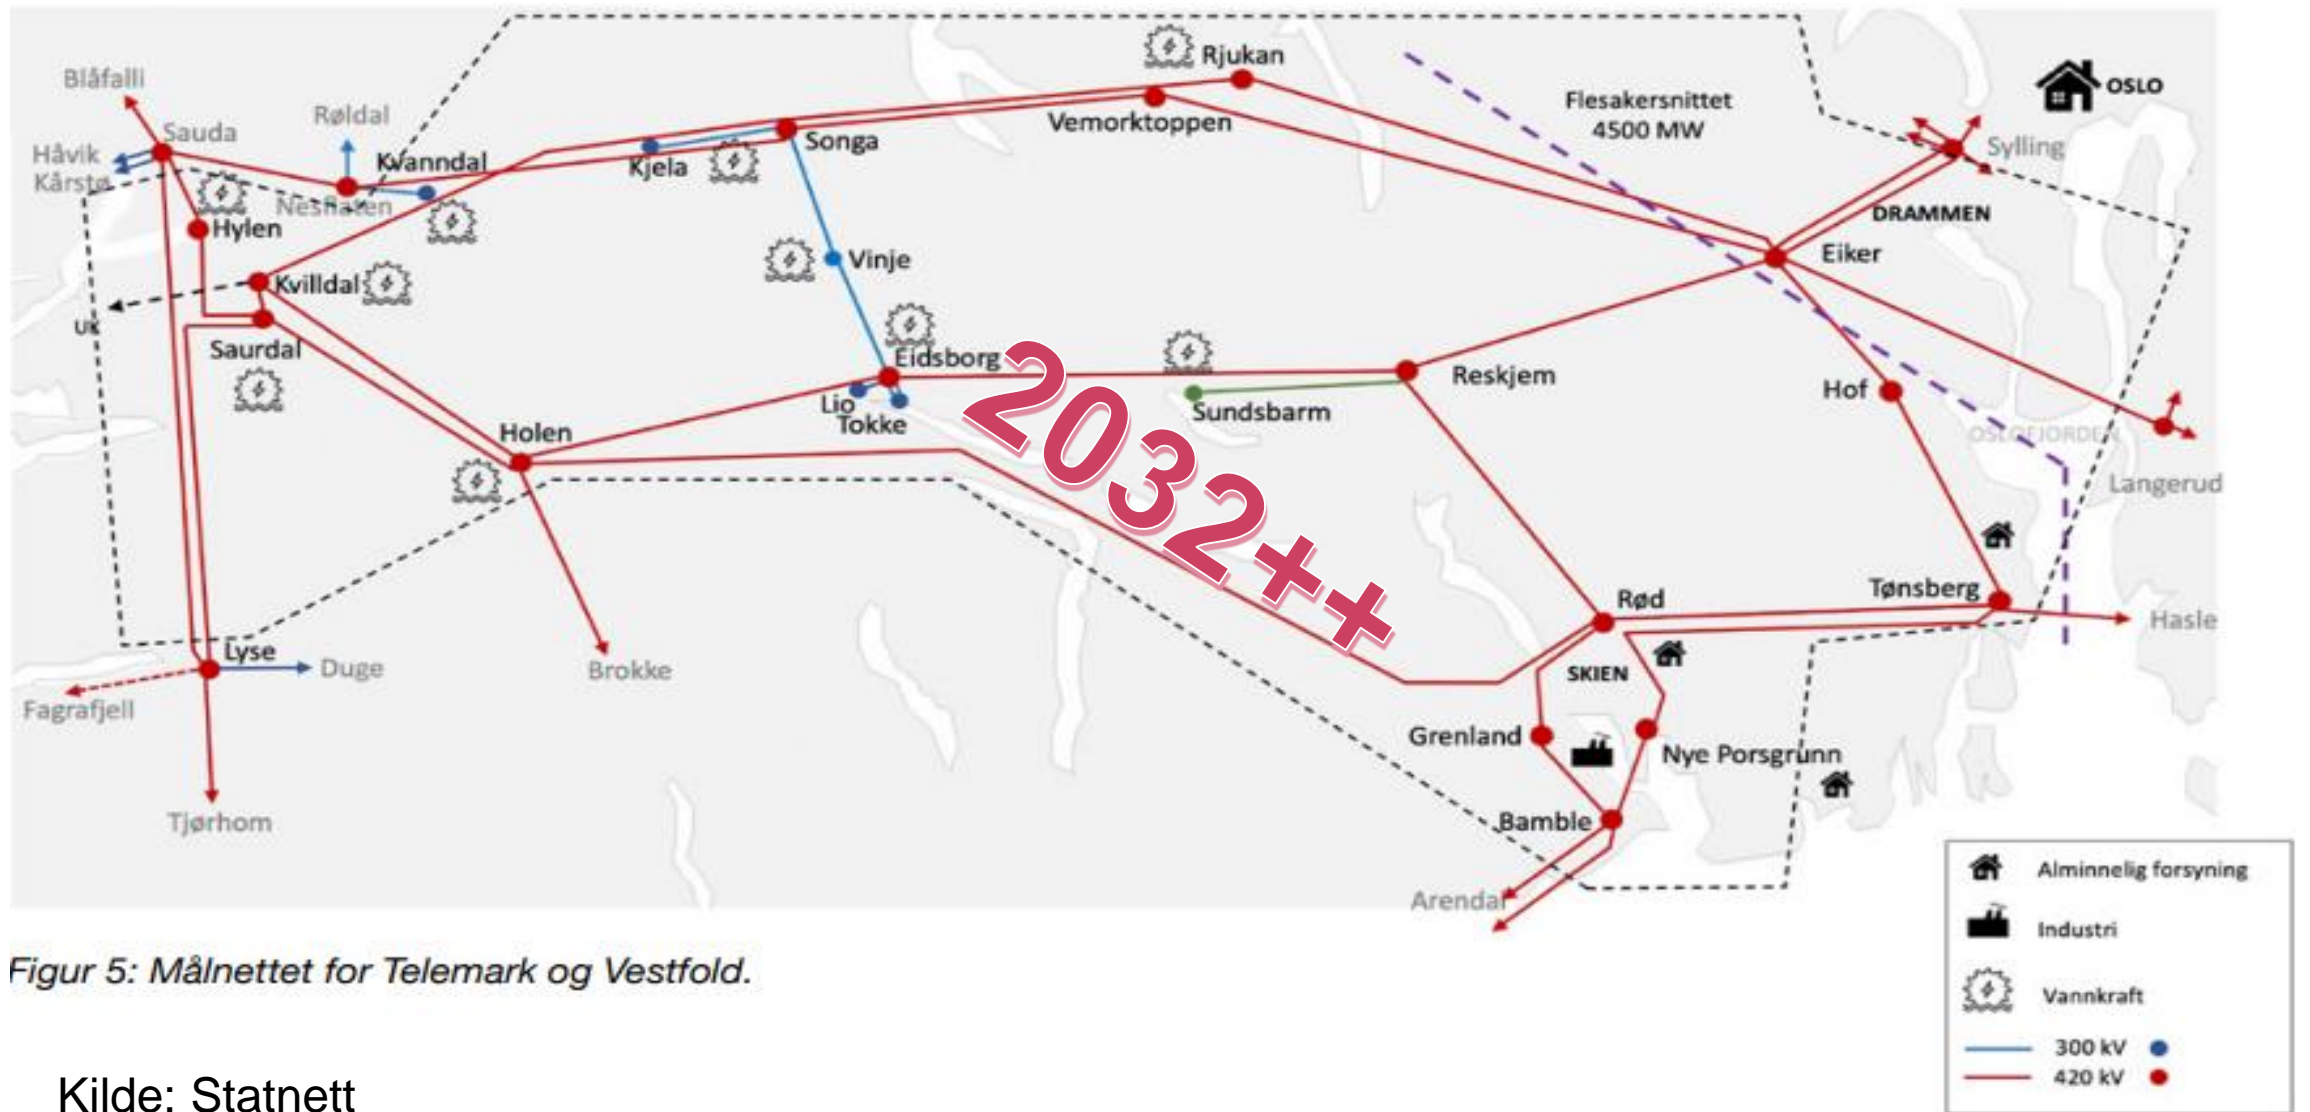 Rjukan
Blåfalli
Flesakersnittet
4500 MW
OSLO
Røldal
Sauda
Vemorktoppen
Songa
Sylling
Håvik
Kårstø
Kvanndal
Kjela
Nesflaten
Hylen
DRAMMEN
Eiker
Vinje
Kvilldal
UK
Saurdal
Eidsborg
2032++
Reskjem
Hof
Lio
Tokke
Sundsbarm
Holen
OSLOFJORDEN
Langerud
Rød
Tønsberg
Hasle
Lyse
Duge
Brokke
SKIEN
Fagrafjell
Grenland
Nye Porsgrunn
Tjørhom
Bamble
Arendal
Alminnelig forsyning
Industri
Vannkraft
300 kV
420 kV
Figur 5: Målnettet for Telemark og Vestfold.
Kilde: Statnett